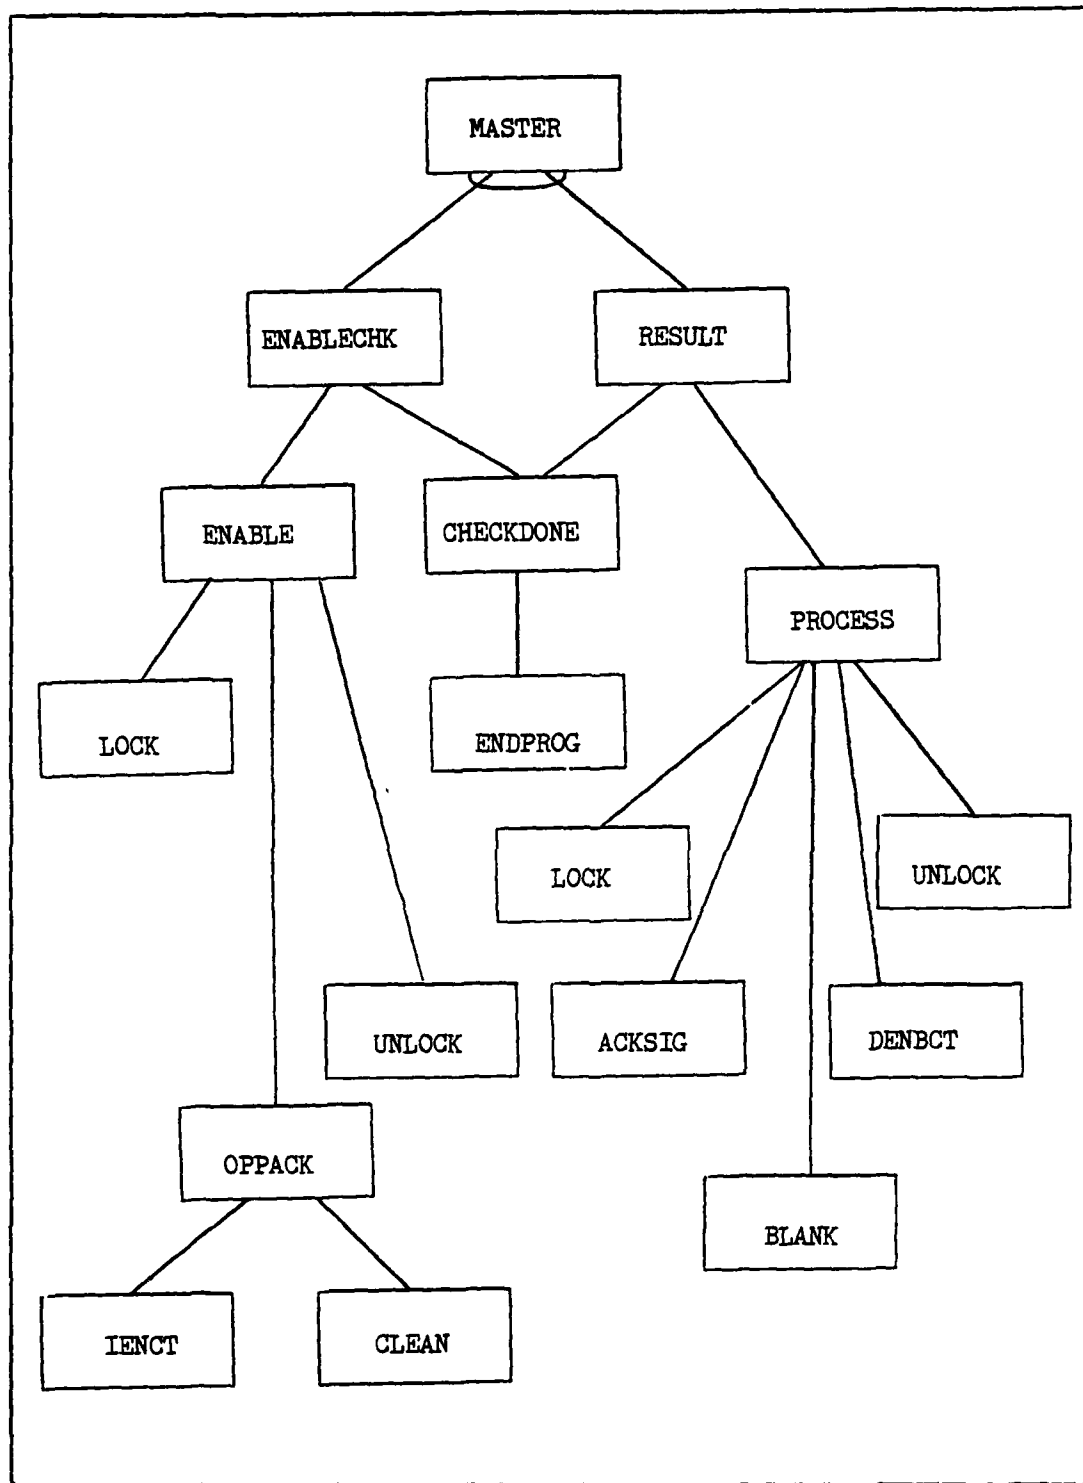 MASTER
ENABLECHK
RESULT
ENABLE
CHECKDONE
PROCESS
LOCK
ENDPROG
LOCK
UNLOCK
UNLOCK
ACKSIG
DENBCT
OPPACK
BLANK
IENCT
CLEAN